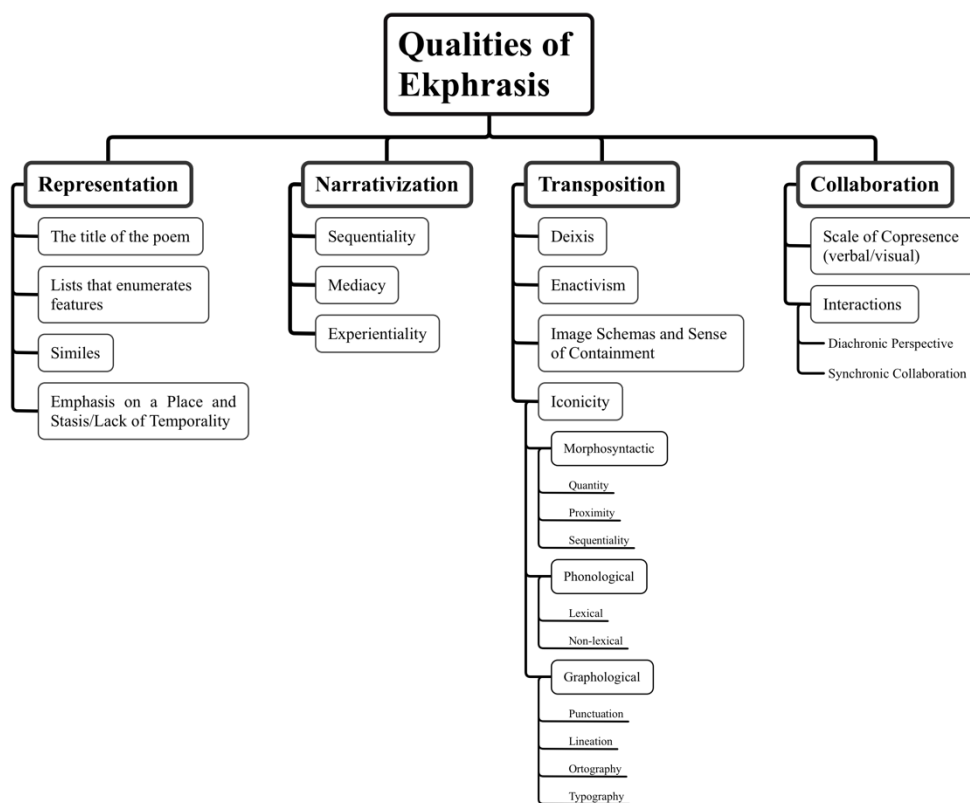 Qualities of
Ekphrasis
Representation
The title of the poem
Lists that enumerates
features
Similes
Emphasis on a Place and
Stasis/Lack of Temporality
Narrativization
Sequentiality
Mediacy
Experientiality
Transposition
Deixis
Enactivism
Image Schemas and Sense
of Containment
Iconicity
Morphosyntactic
Quantity
Proximity
Sequentiality
Phonological
Lexical
Non-lexical
Graphological
Punctuation
Lineation
Ortography
Typography
Collaboration
Scale of Copresence
(verbal/visual)
Interactions
Diachronic Perspective
Synchronic Collaboration